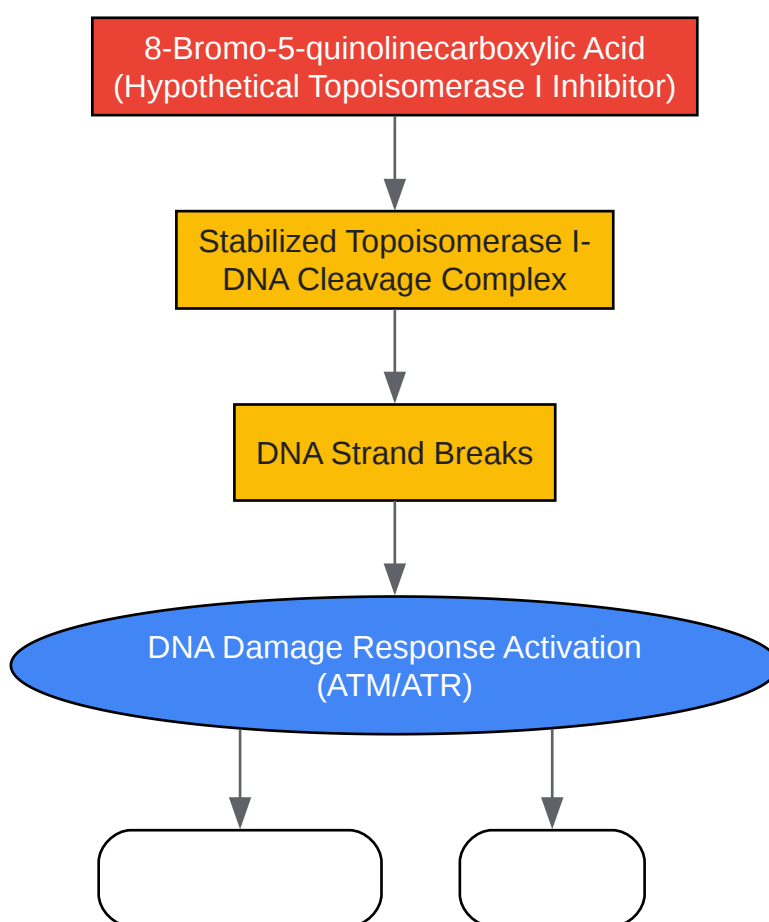 8-Bromo-5-quinolinecarboxylic Acid
(Hypothetical Topoisomerase I Inhibitor)
Stabilized Topoisomerase I-
DNA Cleavage Complex
DNA Strand Breaks
DNA Damage Response Activation
(ATM/ATR)